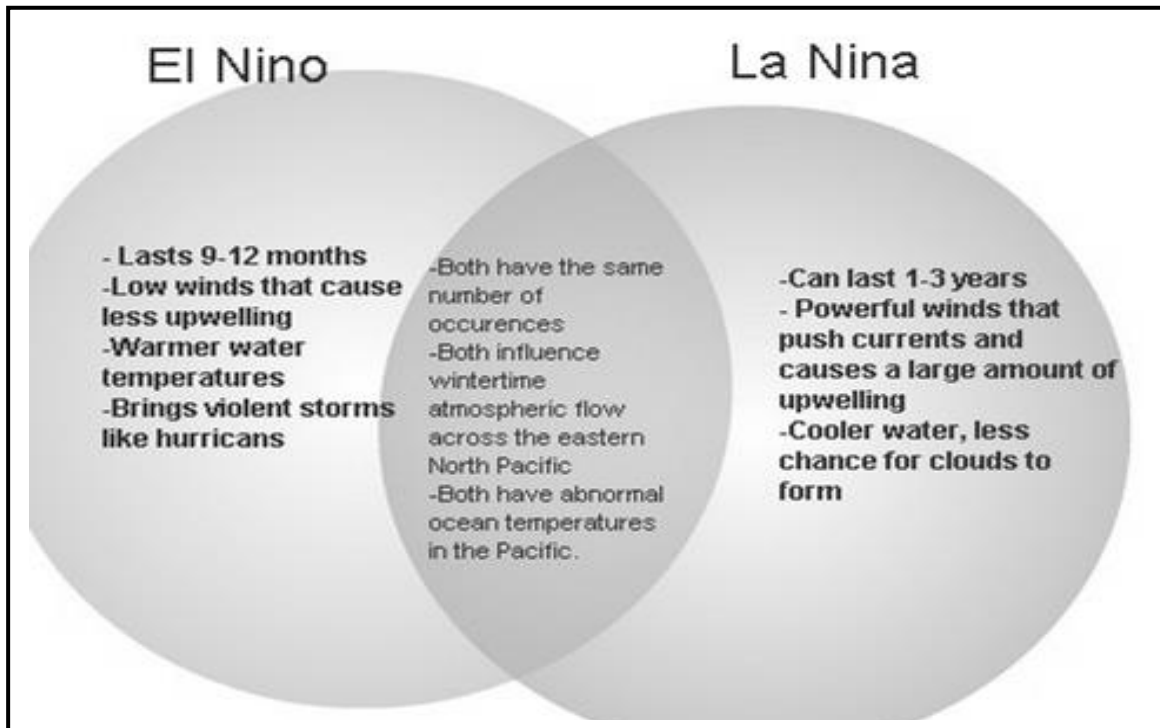 El Nino
La Nina
- Lasts 9-12 months
-Low winds that cause
less upwelling
-Warmer water
temperatures
-Brings violent storms
like hurricans
-Both have the same
number of
occurences
-Both influence
wintertime
atmospheric flow
across the eastern
North Pacific
-Both have abnormal
ocean temperatures
in the Pacific.
-Can last 1-3 years
- Powerful winds that
push currents and
causes a large amount of
upwelling
-Cooler water, less
chance for clouds to
form